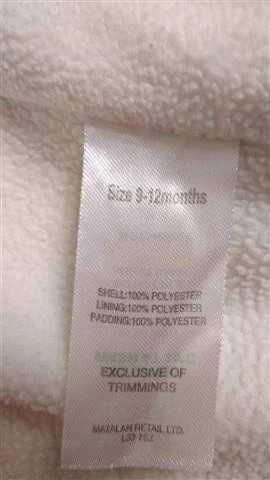 Size 9-12months
SHELL:100% POLYESTER
LINING:100% POLYESTER
PADDING:100% POLYESTER
EXCLUSIVE OF
TRIMMINGS
MATALAN RETAIL LTD.